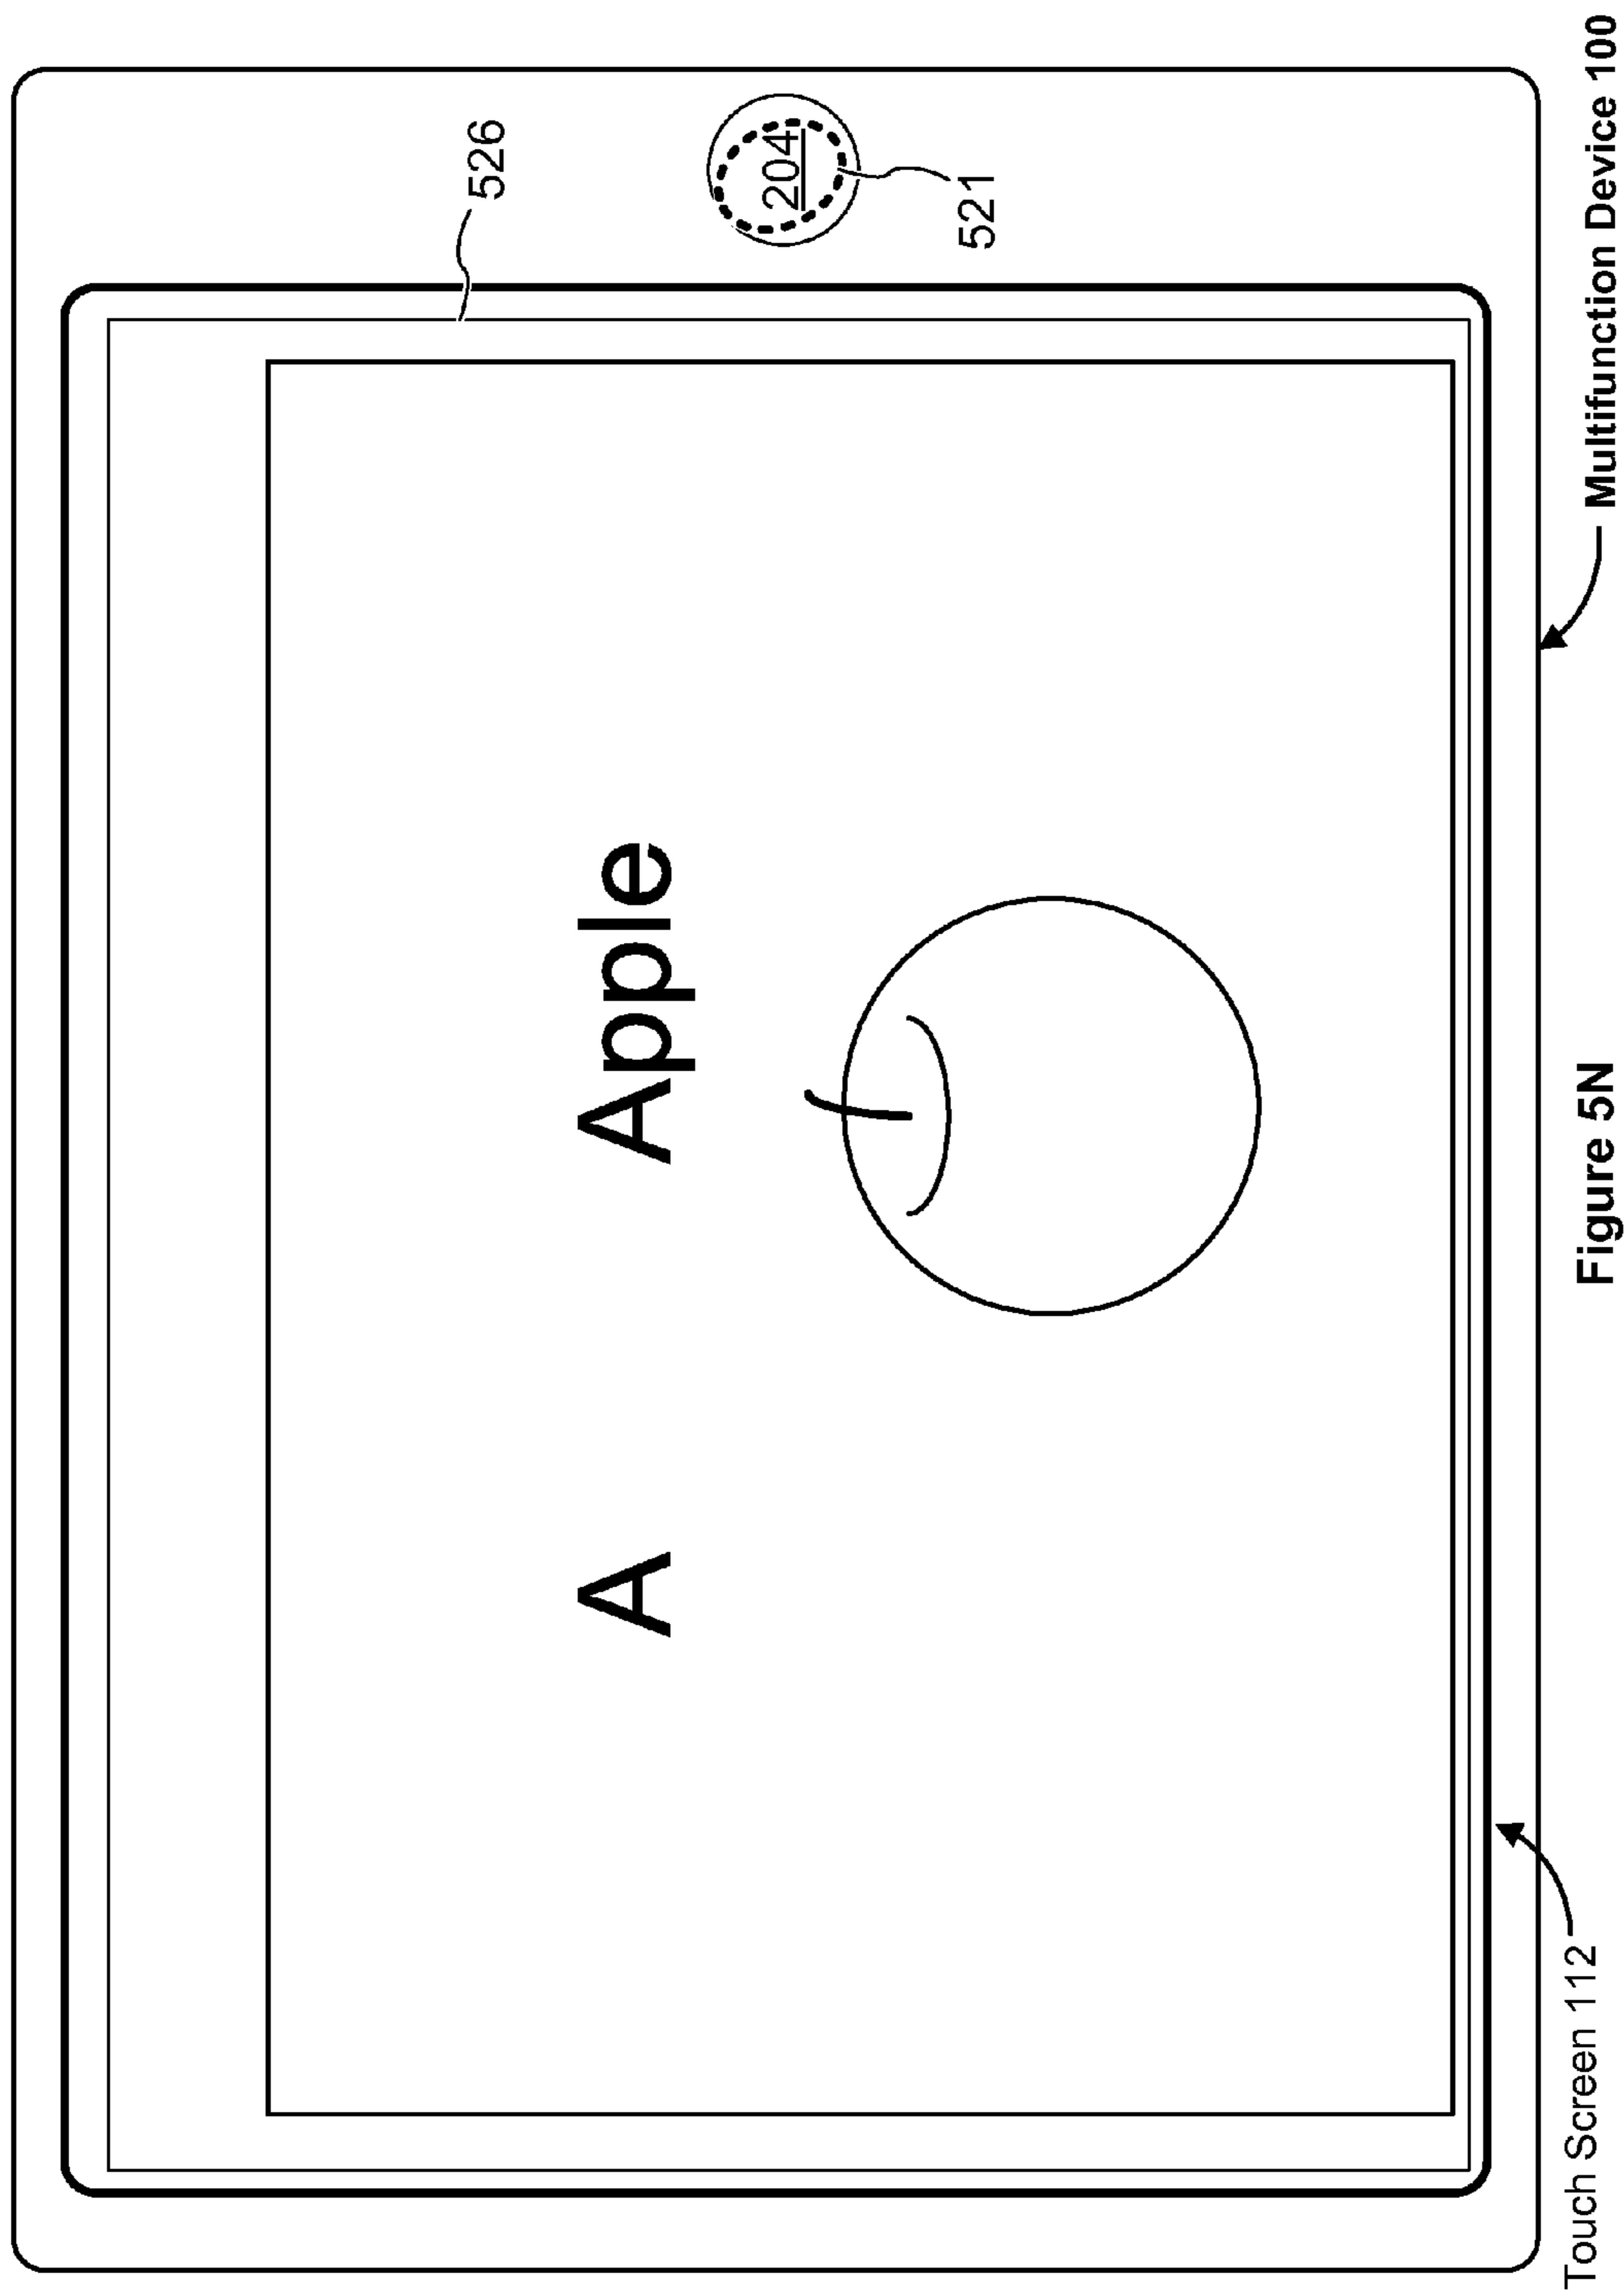 526
204
521
A Apple
Touch Screen 112
Figure 5N
Multifunction Device 100